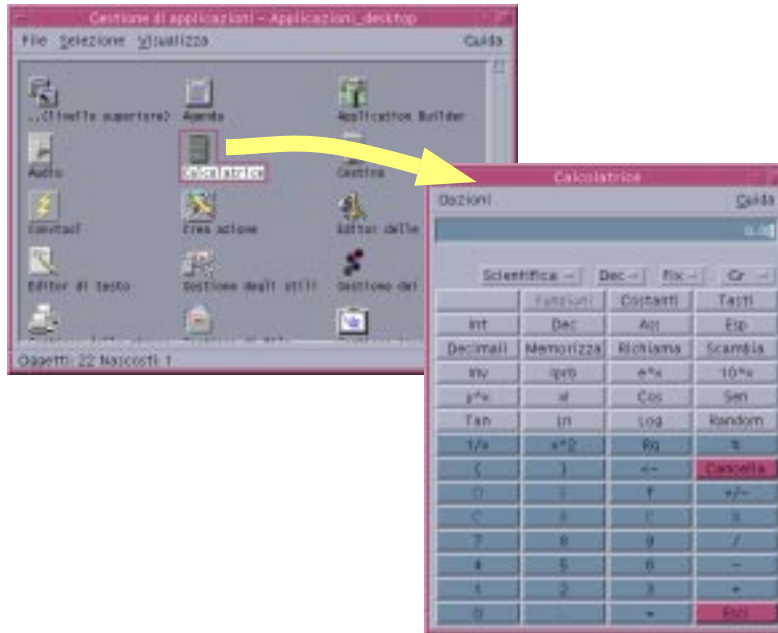 Gestione di applicazioni - Applicazioni_desktop
File Selezione Visualizza Guida
..(livello superiore) Agenda Application Builder
Audio Calcolatrice Cestino
Crea azione Editor delle
Editor di testo Gestione degli stili Gestione dei
Oggetti: 22 Nascosti: 1
Calcolatrice
Opzioni Guida
0.00
Scientifica Dec Fix Gr
Funzioni Costanti Tasti
Int Dec Ass Esp
Decimali Memorizza Richiama Scambia
Inv e^x 10^x
y^x x! Cos Sen
Tan Ln Log Random
1/x x^2 Rq %
( ) <- Cancella
+/-
7 8 9 /
4 5 6 -
1 2 3 +
0 . = Esci